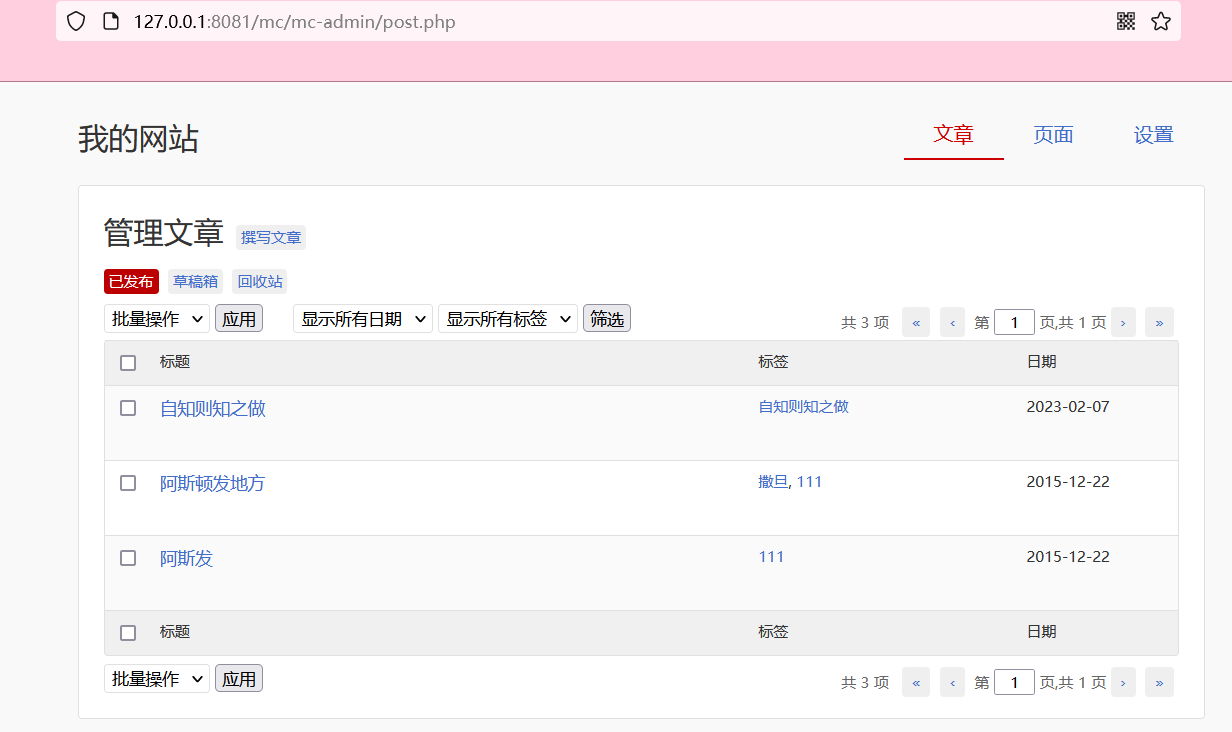 127.0.0.1:8081/mc/mc-admin/post.php
我的网站 文章 页面 设置
管理文章 撰写文章
已发布 草稿箱 回收站
批量操作 应用 显示所有日期 显示所有标签 筛选 共 3 项 « ‹ 第 1 页,共 1 页 › »
标题 标签 日期
自知则知之做 自知则知之做 2023-02-07
阿斯顿发地方 撒旦, 111 2015-12-22
阿斯发 111 2015-12-22
标题 标签 日期
批量操作 应用 共 3 项 « ‹ 第 1 页,共 1 页 › »